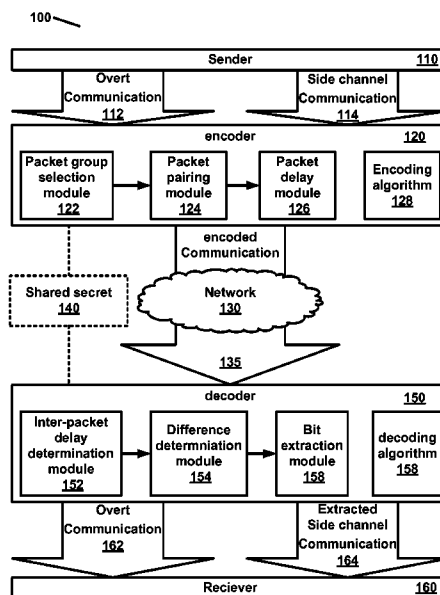 100
Sender 110
Overt Communication 112
Side channel Communication 114
encoder 120
Packet group selection module 122
Packet pairing module 124
Packet delay module 126
Encoding algorithm 128
encoded Communication
Shared secret 140
Network 130
135
decoder 150
Inter-packet delay determination module 152
Difference determniation module 154
Bit extraction module 158
decoding algorithm 158
Overt Communication 162
Extracted Side channel Communication 164
Reciever 160